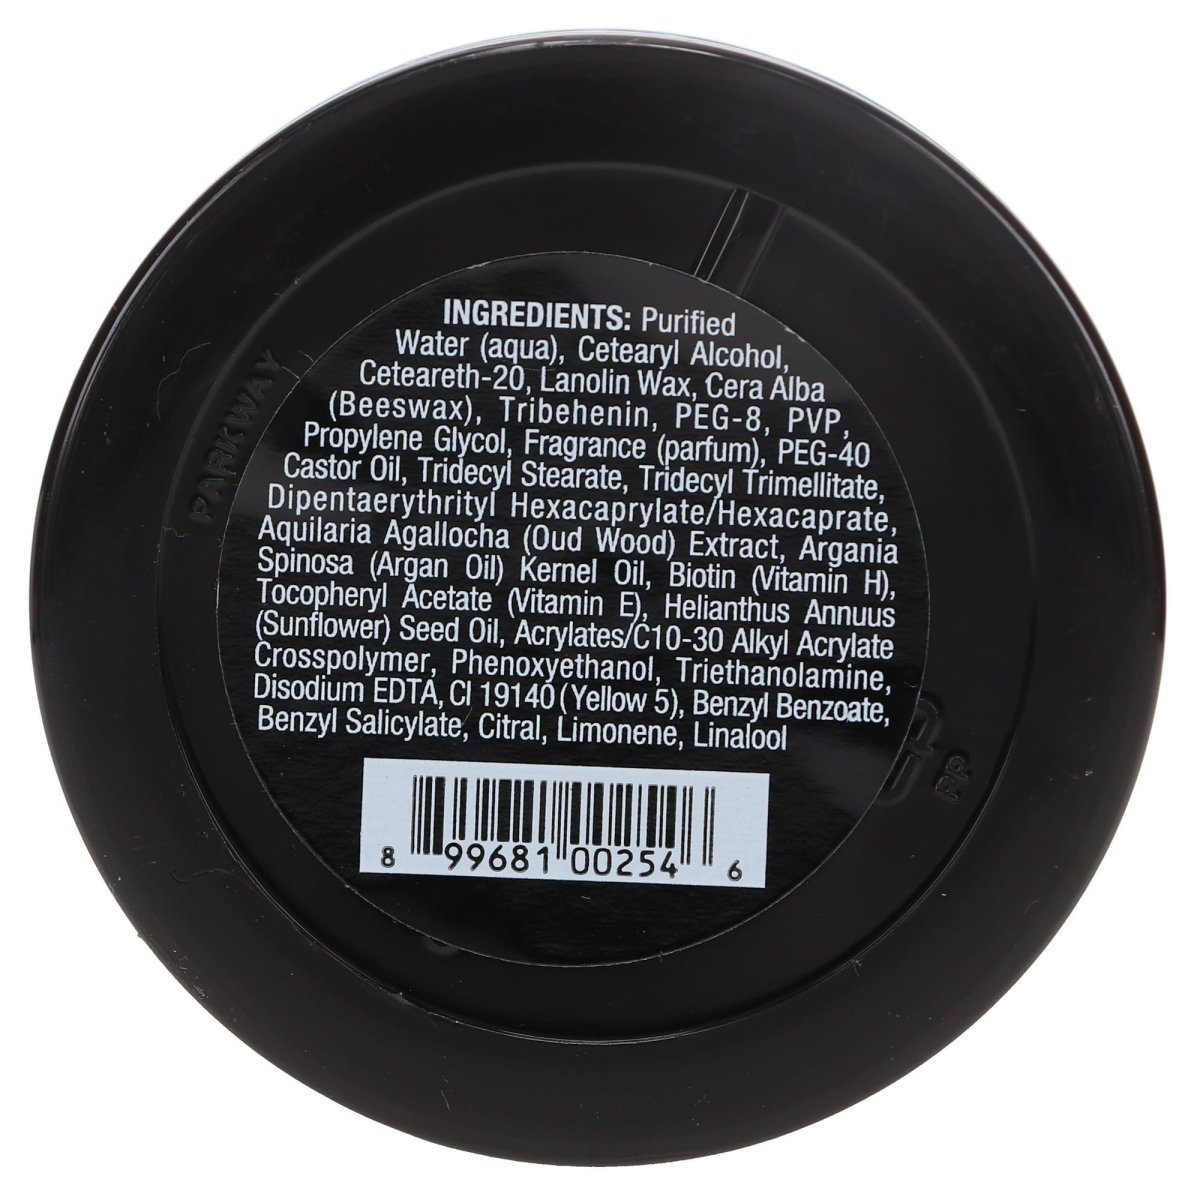 INGREDIENTS: Purified
Water (aqua), Cetearyl Alcohol,
Ceteareth-20, Lanolin Wax, Cera Alba
(Beeswax), Tribehenin, PEG-8, PVP,
Propylene Glycol, Fragrance (parfum), PEG-40
Castor Oil, Tridecyl Stearate, Tridecyl Trimellitate,
Dipentaerythrityl Hexacaprylate/Hexacaprate,
Aquilaria Agallocha (Oud Wood) Extract, Argania
Spinosa (Argan Oil) Kernel Oil, Biotin (Vitamin H),
Tocopheryl Acetate (Vitamin E), Helianthus Annuus
(Sunflower) Seed Oil, Acrylates/C10-30 Alkyl Acrylate
Crosspolymer, Phenoxyethanol, Triethanolamine,
Disodium EDTA, CI 19140 (Yellow 5), Benzyl Benzoate,
Benzyl Salicylate, Citral, Limonene, Linalool
8 99681 00254 6
PARKWAY
PP